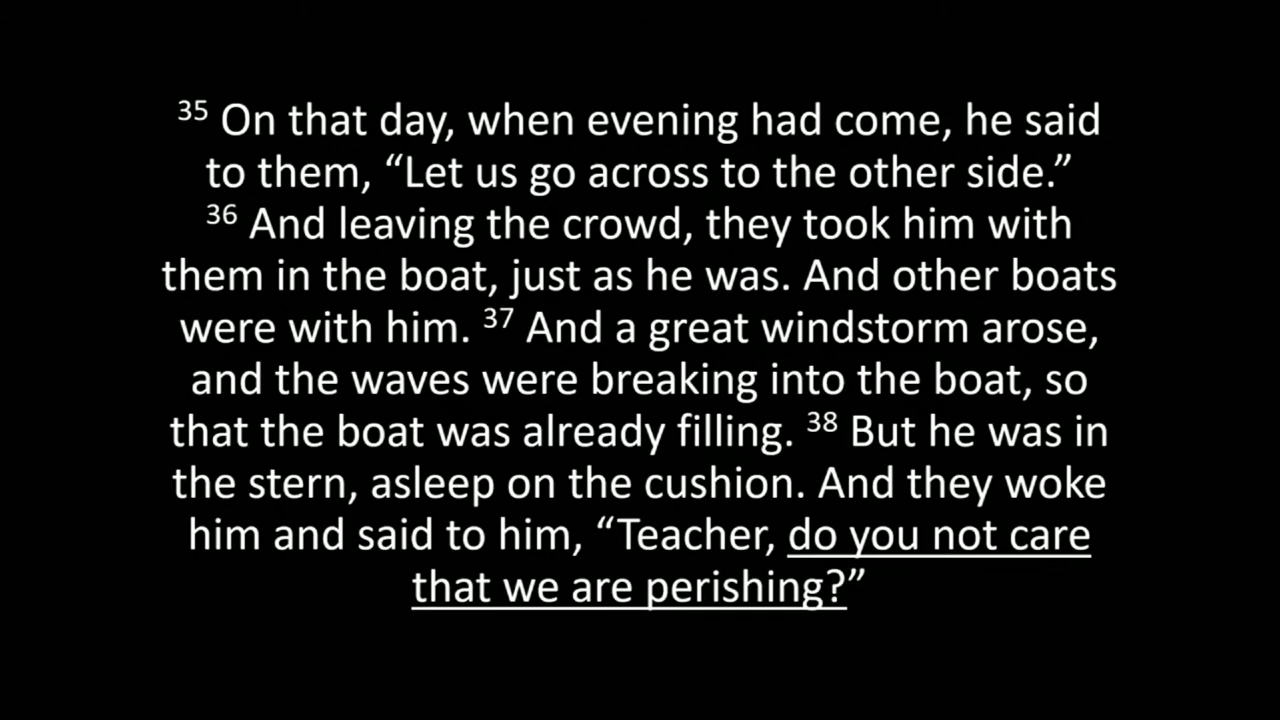 35 On that day, when evening had come, he said
to them, “Let us go across to the other side.”
36 And leaving the crowd, they took him with
them in the boat, just as he was. And other boats
were with him. 37 And a great windstorm arose,
and the waves were breaking into the boat, so
that the boat was already filling. 38 But he was in
the stern, asleep on the cushion. And they woke
him and said to him, “Teacher, do you not care
that we are perishing?”